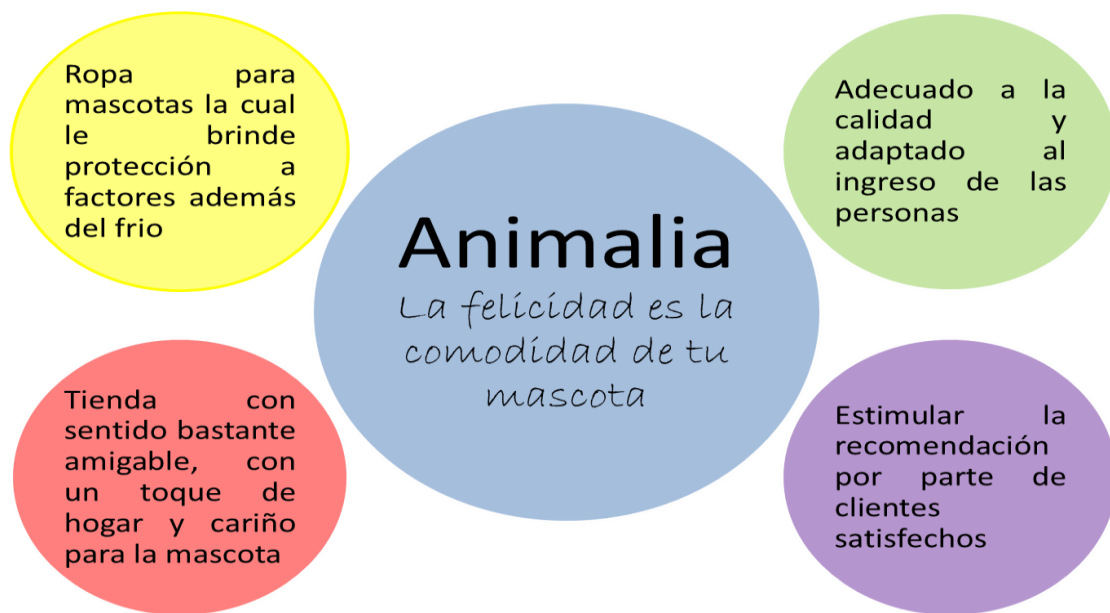 Ropa para
mascotas la cual
le brinde
protección a
factores además
del frio
Adecuado a la
calidad y
adaptado al
ingreso de las
personas
Animalia
La felicidad es la
comodidad de tu
mascota
Tienda con
sentido bastante
amigable, con
un toque de
hogar y cariño
para la mascota
Estimular la
recomendación
por parte de
clientes
satisfechos